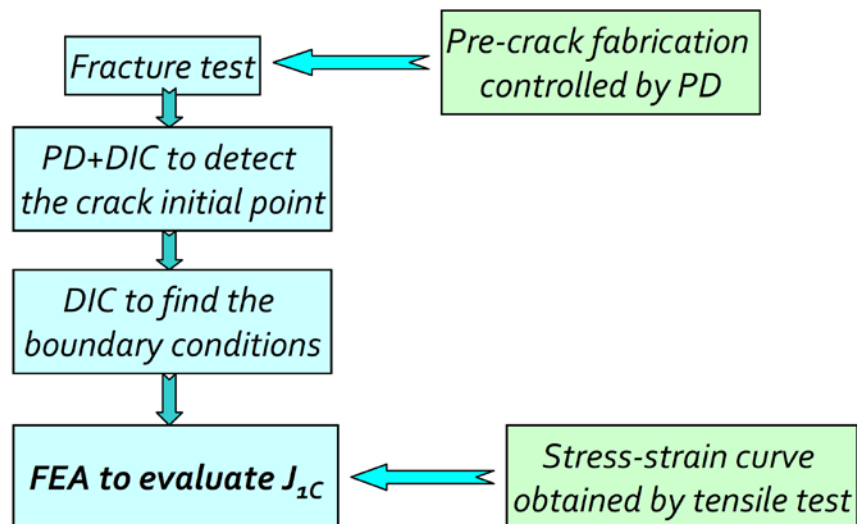 Fracture test
Pre-crack fabrication
controlled by PD
PD+DIC to detect
the crack initial point
DIC to find the
boundary conditions
FEA to evaluate J₁C
Stress-strain curve
obtained by tensile test